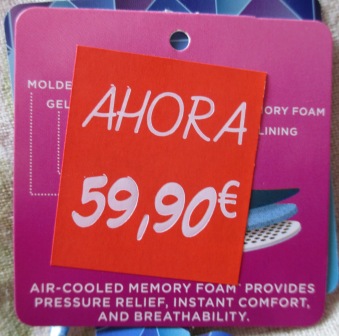 MOLDE
GEL
ORY FOAM
LINING
AHORA
59,90€
AIR-COOLED MEMORY FOAM PROVIDES
PRESSURE RELIEF, INSTANT COMFORT,
AND BREATHABILITY.